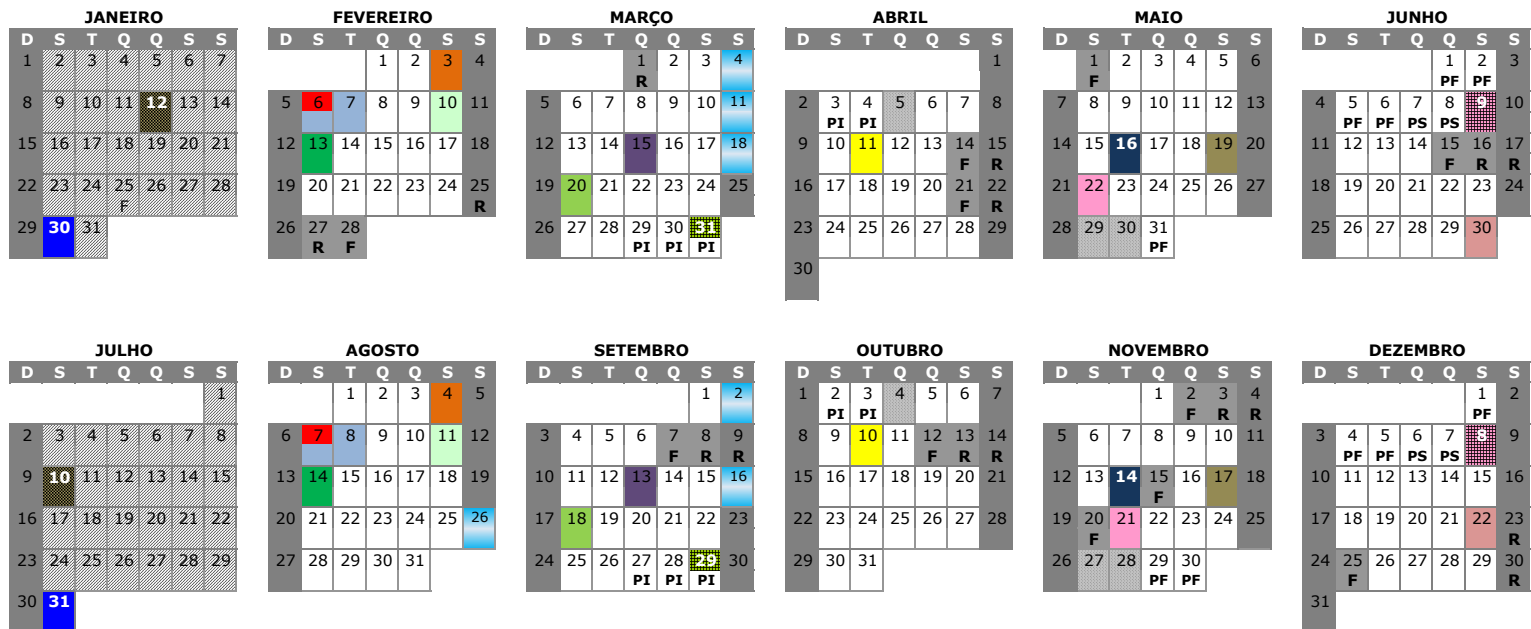 JANEIRO
D S T Q Q S S
1 2 3 4 5 6 7
8 9 10 11 12 13 14
15 16 17 18 19 20 21
22 23 24 25 26 27 28
F
29 30 31
FEVEREIRO
D S T Q Q S S
1 2 3 4
5 6 7 8 9 10 11
12 13 14 15 16 17 18
19 20 21 22 23 24 25
R
26 27 28
R F
MARÇO
D S T Q Q S S
1 2 3 4
R
5 6 7 8 9 10 11
12 13 14 15 16 17 18
19 20 21 22 23 24 25
26 27 28 29 30 31
PI PI PI
ABRIL
D S T Q Q S S
1
2 3 4 5 6 7 8
PI PI
9 10 11 12 13 14 15
F R
16 17 18 19 20 21 22
F R
23 24 25 26 27 28 29
30
MAIO
D S T Q Q S S
1 2 3 4 5 6
F
7 8 9 10 11 12 13
14 15 16 17 18 19 20
21 22 23 24 25 26 27
28 29 30 31
PF
JUNHO
D S T Q Q S S
1 2 3
PF PF
4 5 6 7 8 9 10
PF PF PS PS
11 12 13 14 15 16 17
F R R
18 19 20 21 22 23 24
25 26 27 28 29 30
JULHO
D S T Q Q S S
1
2 3 4 5 6 7 8
9 10 11 12 13 14 15
16 17 18 19 20 21 22
23 24 25 26 27 28 29
30 31
AGOSTO
D S T Q Q S S
1 2 3 4 5
6 7 8 9 10 11 12
13 14 15 16 17 18 19
20 21 22 23 24 25 26
27 28 29 30 31
SETEMBRO
D S T Q Q S S
1 2
3 4 5 6 7 8 9
F R R
10 11 12 13 14 15 16
17 18 19 20 21 22 23
24 25 26 27 28 29 30
PI PI PI
OUTUBRO
D S T Q Q S S
1 2 3 4 5 6 7
PI PI
8 9 10 11 12 13 14
F R R
15 16 17 18 19 20 21
22 23 24 25 26 27 28
29 30 31
NOVEMBRO
D S T Q Q S S
1 2 3 4
F R R
5 6 7 8 9 10 11
12 13 14 15 16 17 18
F
19 20 21 22 23 24 25
F
26 27 28 29 30
PF PF
DEZEMBRO
D S T Q Q S S
1 2
PF
3 4 5 6 7 8 9
PF PF PS PS
10 11 12 13 14 15 16
17 18 19 20 21 22 23
R
24 25 26 27 28 29 30
F R
31